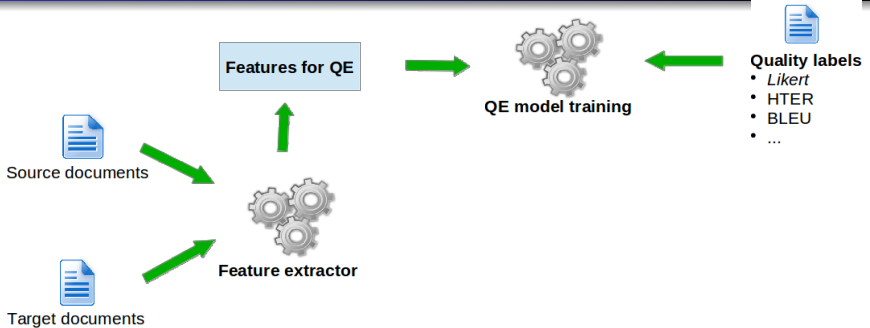 Features for QE
QE model training
Quality labels
• Likert
• HTER
• BLEU
• ...
Source documents
Feature extractor
Target documents